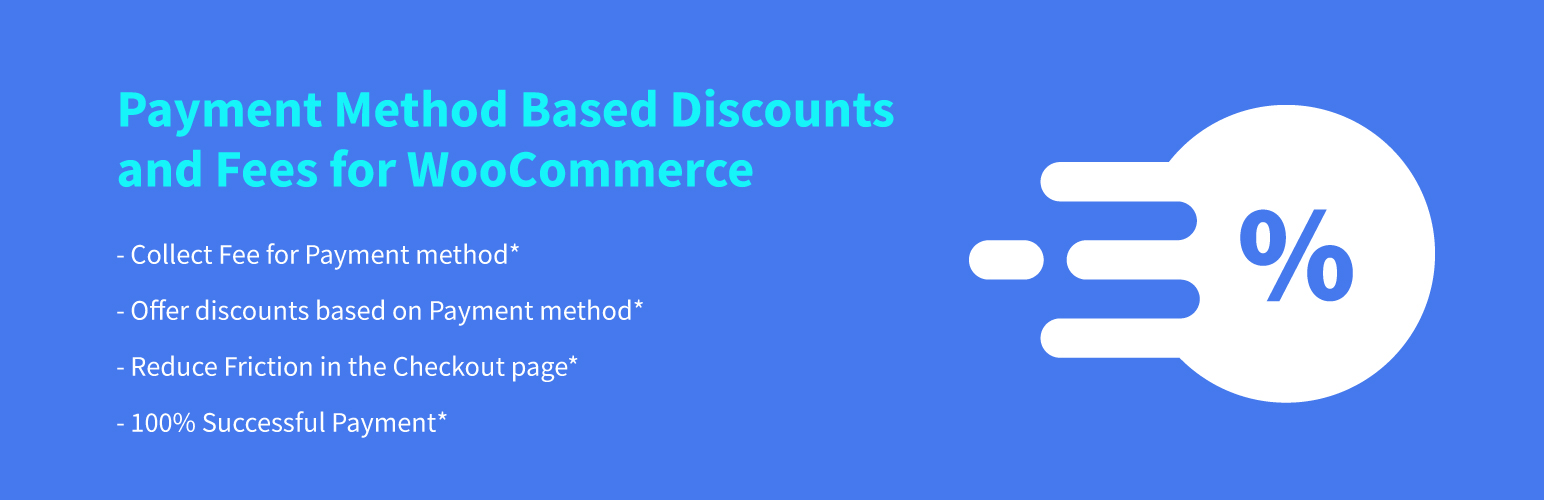 Payment Method Based Discounts
and Fees for WooCommerce
- Collect Fee for Payment method*
- Offer discounts based on Payment method*
- Reduce Friction in the Checkout page*
- 100% Successful Payment*
%